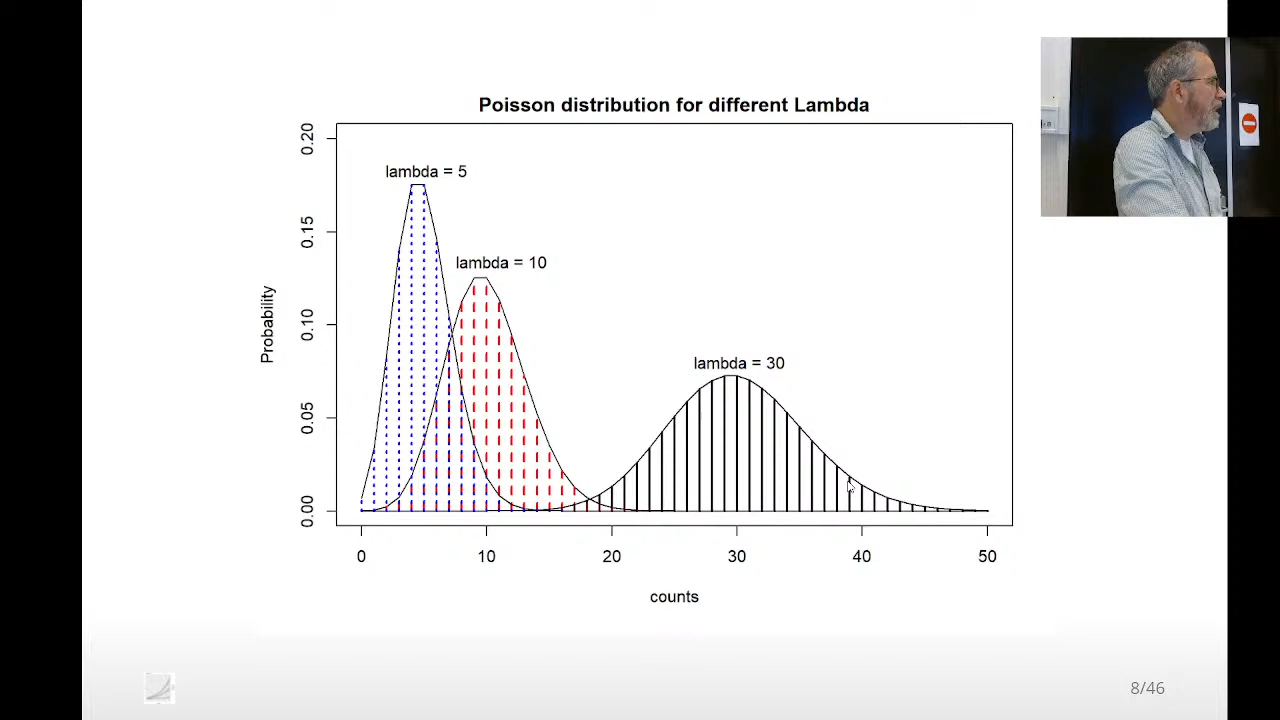 Poisson distribution for different Lambda
lambda = 5
lambda = 10
lambda = 30
Probability
0.20
0.15
0.10
0.05
0.00
0 10 20 30 40 50
counts
8/46